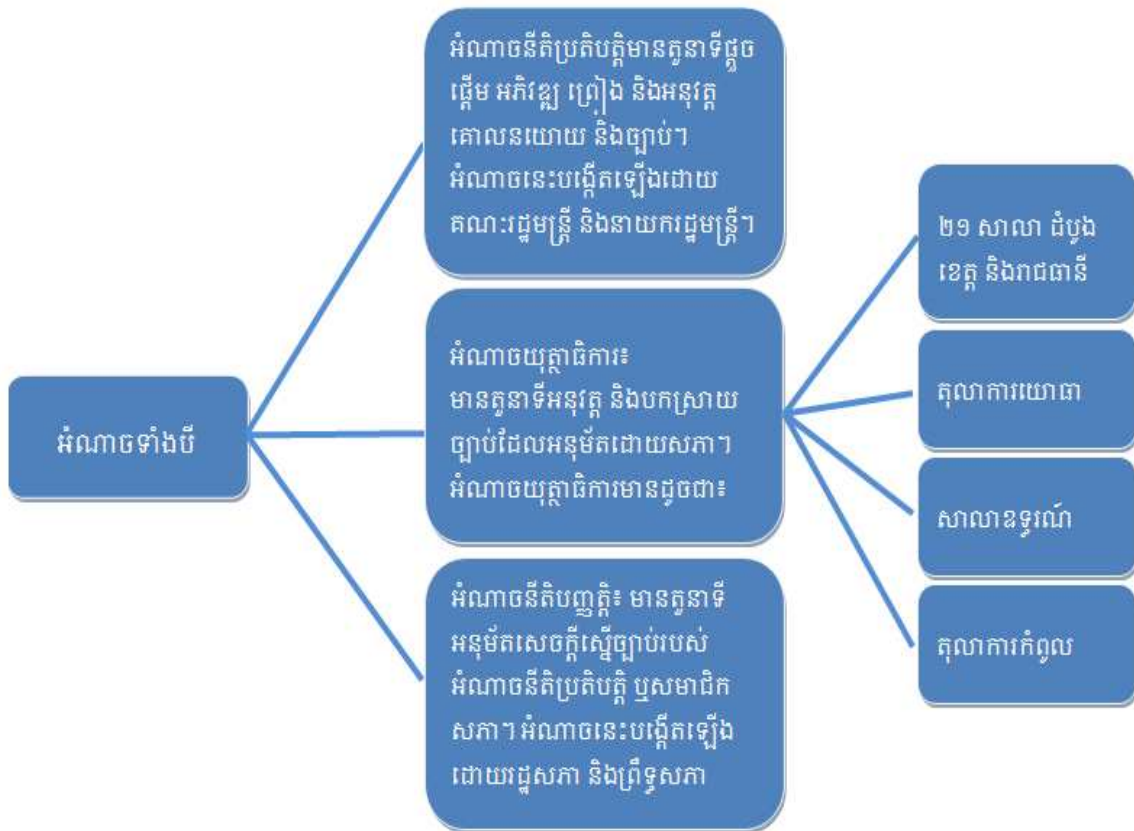 អំណាចទាំងបី
អំណាចនីតិប្រតិបត្តិមានតួនាទីផ្តួច
ផ្តើម អភិវឌ្ឍ ព្រៀង និងអនុវត្ត
គោលនយោយ និងច្បាប់។
អំណាចនេះបង្កើតឡើងដោយ
គណៈរដ្ឋមន្ត្រី និងនាយករដ្ឋមន្ត្រី។
អំណាចយុត្ថាធិការ៖
មានតួនាទីអនុវត្ត និងបកស្រាយ
ច្បាប់ដែលអនុម័តដោយសភា។
អំណាចយុត្ថាធិការមានដូចជា៖
អំណាចនីតិបញ្ញត្តិ៖ មានតួនាទី
អនុម័តសេចក្តីស្នើច្បាប់របស់
អំណាចនីតិប្រតិបត្តិ ឬសមាជិក
សភា។ អំណាចនេះបង្កើតឡើង
ដោយរដ្ឋសភា និងព្រឹទ្ធសភា
២១ សាលា ដំបូង
ខេត្ត និងរាជធានី
តុលាការយោធា
សាលាឧទ្ធរណ៍
តុលាការកំពូល